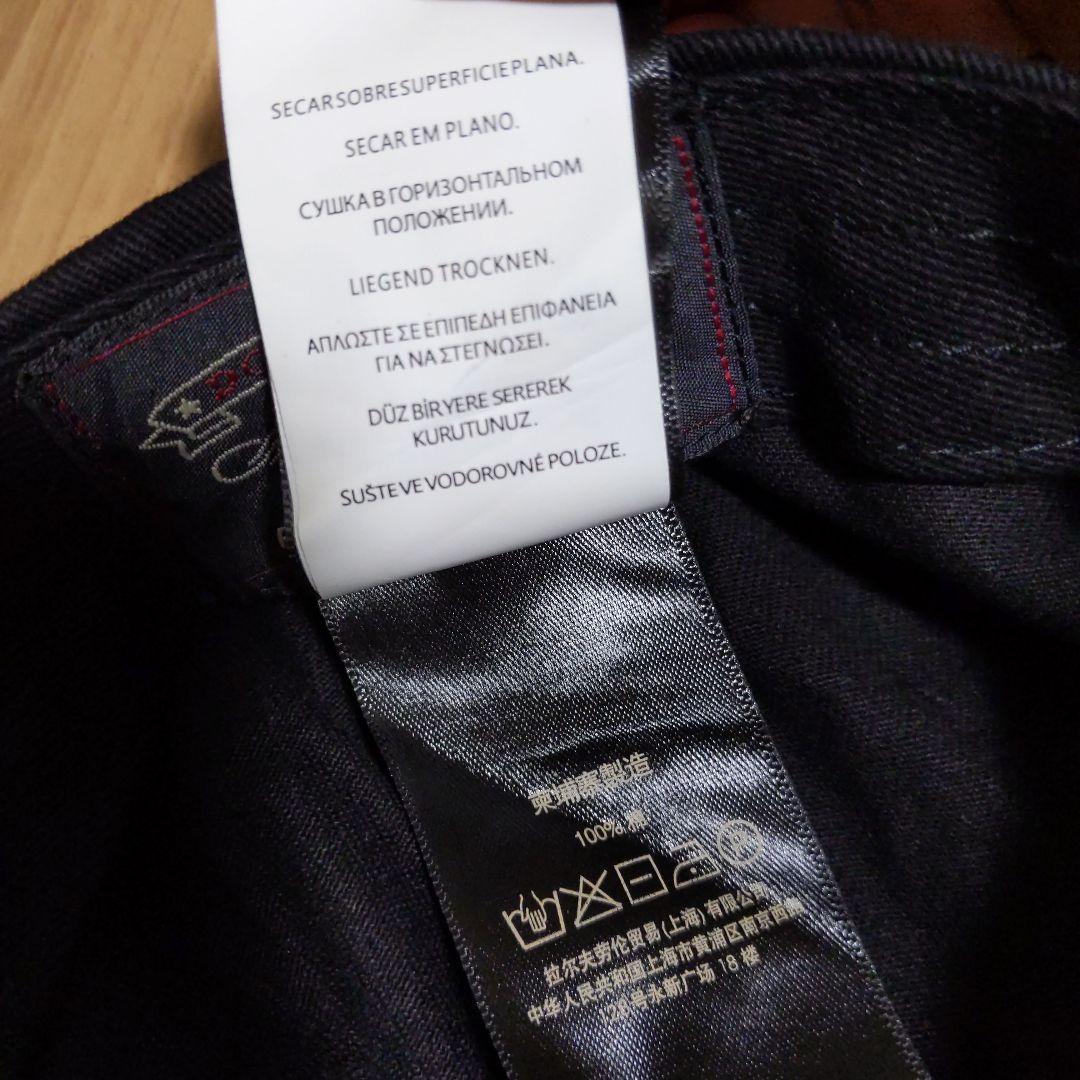 SECAR SOBRE SUPERFICIE PLANA.
SECAR EM PLANO.
СУШКА В ГОРИЗОНТАЛЬНОМ
ПОЛОЖЕНИИ.
LIEGEND TROCKNEN.
ΑΠΛΩΣΤΕ ΣΕ ΕΠΙΠΕΔΗ ΕΠΙΦΑΝΕΙΑ
ΓΙΑ ΝΑ ΣΤΕΓΝΩΣΕΙ.
DÜZ BİR YERE SEREREK
KURUTUNUZ.
SUŠTE VE VODOROVNÉ POLOZE.
柬埔寨製造
100% 棉
拉尔夫劳伦贸易(上海)有限公司
中华人民共和国上海市黄浦区南京西路
128号永新广场 18 楼